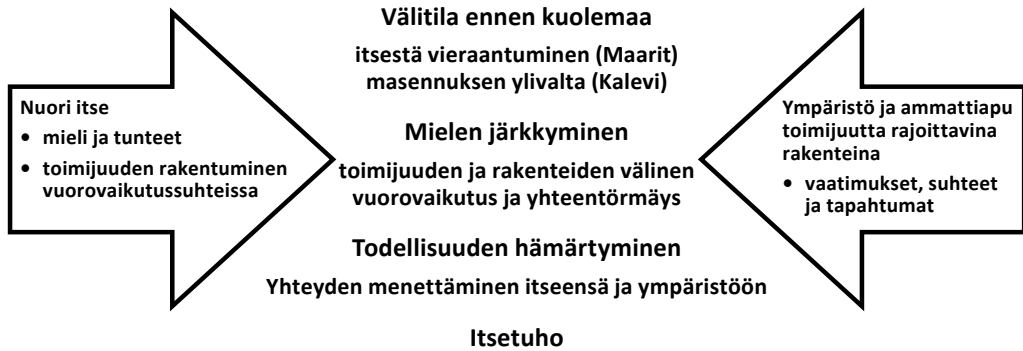 Välitila ennen kuolemaa
itsestä vieraantuminen (Maarit)
masennuksen ylivalta (Kalevi)
Nuori itse
• mieli ja tunteet
• toimijuuden rakentuminen
vuorovaikutussuhteissa
Mielen järkkyminen
toimijuuden ja rakenteiden välinen
vuorovaikutus ja yhteentörmäys
Ympäristö ja ammattiapu
toimijuutta rajoittavina
rakenteina
• vaatimukset, suhteet
ja tapahtumat
Todellisuuden hämärtyminen
Yhteyden menettäminen itseensä ja ympäristöön
Itsetuho